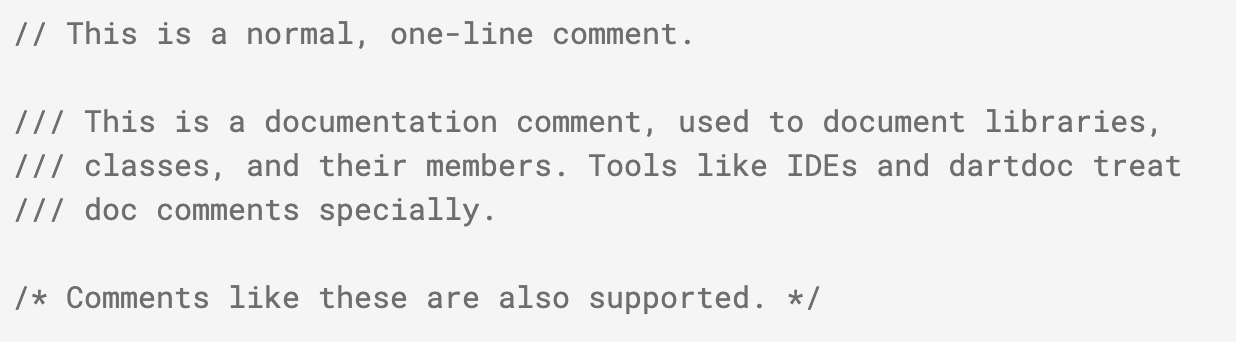 // This is a normal, one-line comment.
/// This is a documentation comment, used to document libraries,
/// classes, and their members. Tools like IDEs and dartdoc treat
/// doc comments specially.
/* Comments like these are also supported. */